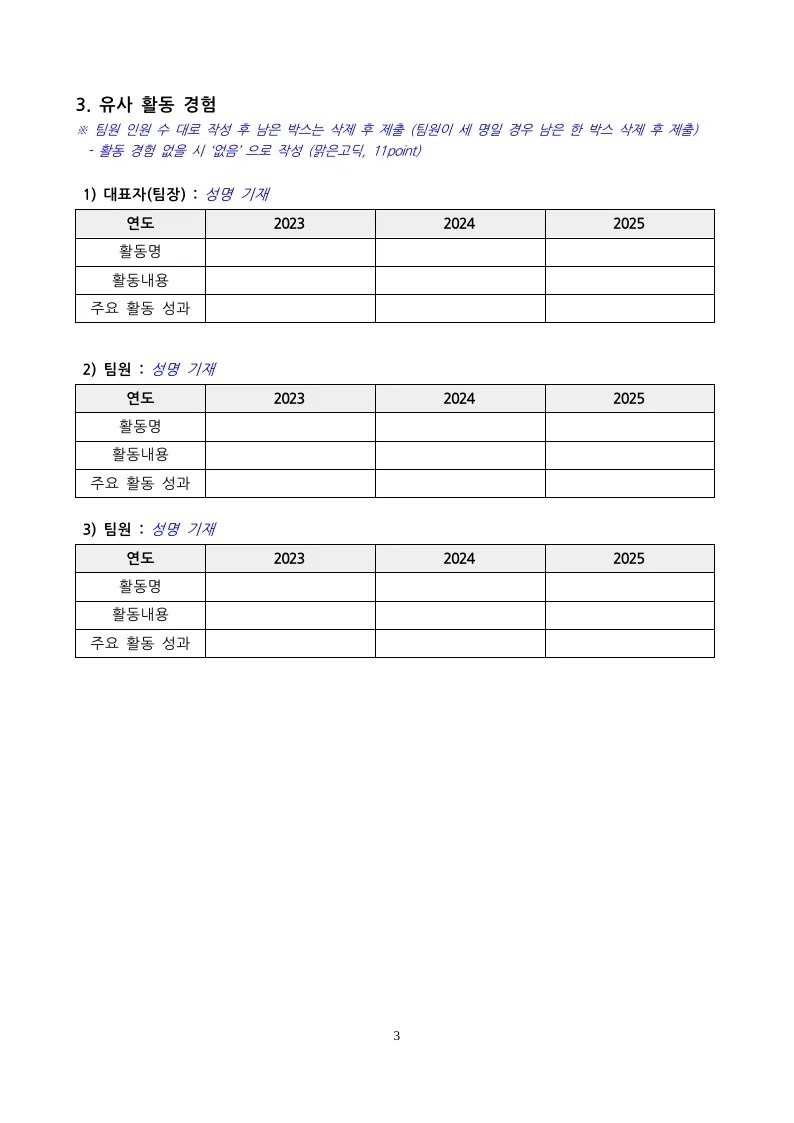 3. 유사 활동 경험
※ 팀원 인원 수 대로 작성 후 남은 박스는 삭제 후 제출 (팀원이 세 명일 경우 남은 한 박스 삭제 후 제출)
- 활동 경험 없을 시 ‘없음’ 으로 작성 (맑은고딕, 11point)
1) 대표자(팀장) : 성명 기재
연도 2023 2024 2025
활동명
활동내용
주요 활동 성과
2) 팀원 : 성명 기재
연도 2023 2024 2025
활동명
활동내용
주요 활동 성과
3) 팀원 : 성명 기재
연도 2023 2024 2025
활동명
활동내용
주요 활동 성과
3